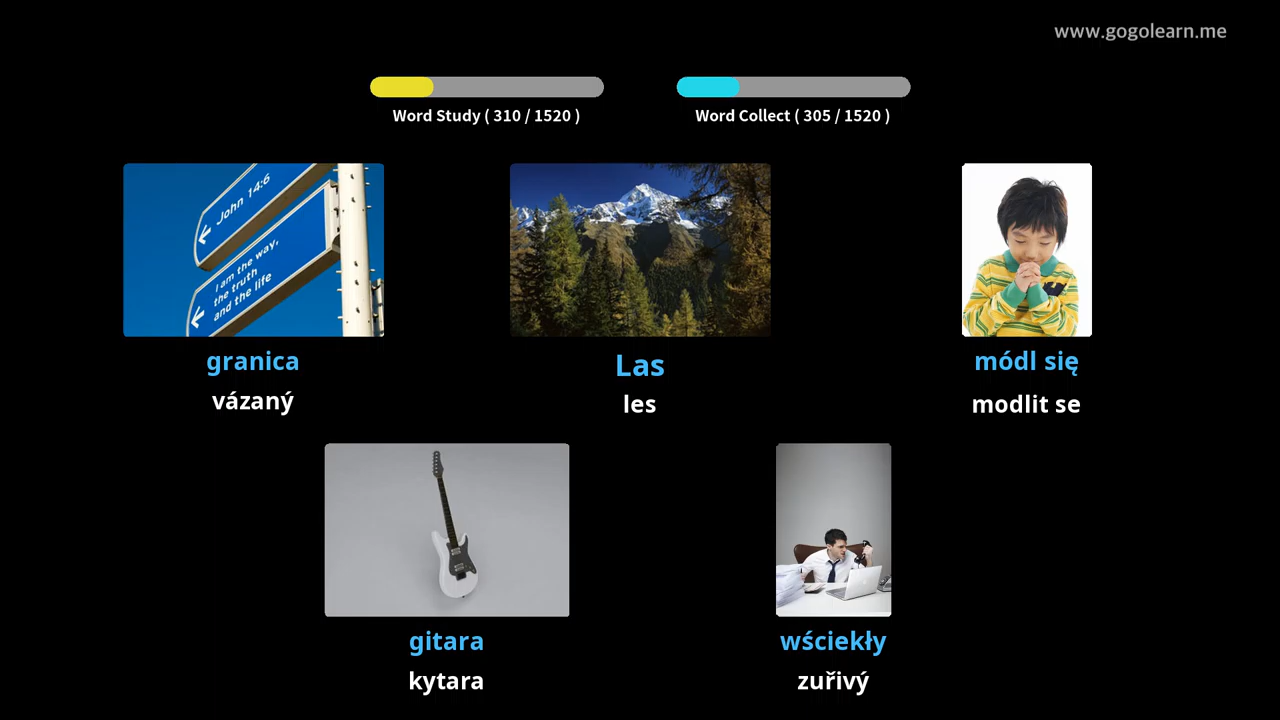 www.gogolearn.me
Word Study ( 310 / 1520 )
Word Collect ( 305 / 1520 )
John 14:6
I am the way,
the truth
and the life
granica
vázaný
Las
les
módl się
modlit se
gitara
kytara
wściekły
zuřivý